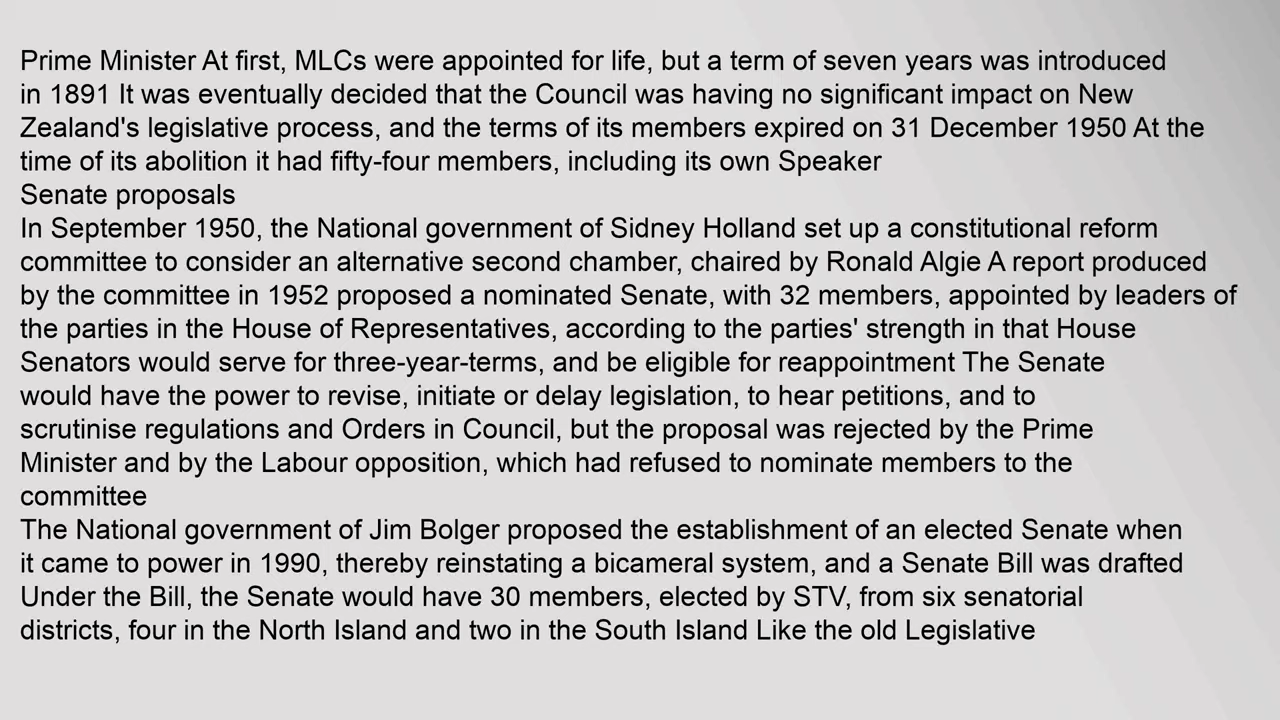 Prime Minister At first, MLCs were appointed for life, but a term of seven years was introduced
in 1891 It was eventually decided that the Council was having no significant impact on New
Zealand's legislative process, and the terms of its members expired on 31 December 1950 At the
time of its abolition it had fifty-four members, including its own Speaker
Senate proposals
In September 1950, the National government of Sidney Holland set up a constitutional reform
committee to consider an alternative second chamber, chaired by Ronald Algie A report produced
by the committee in 1952 proposed a nominated Senate, with 32 members, appointed by leaders of
the parties in the House of Representatives, according to the parties' strength in that House
Senators would serve for three-year-terms, and be eligible for reappointment The Senate
would have the power to revise, initiate or delay legislation, to hear petitions, and to
scrutinise regulations and Orders in Council, but the proposal was rejected by the Prime
Minister and by the Labour opposition, which had refused to nominate members to the
committee
The National government of Jim Bolger proposed the establishment of an elected Senate when
it came to power in 1990, thereby reinstating a bicameral system, and a Senate Bill was drafted
Under the Bill, the Senate would have 30 members, elected by STV, from six senatorial
districts, four in the North Island and two in the South Island Like the old Legislative